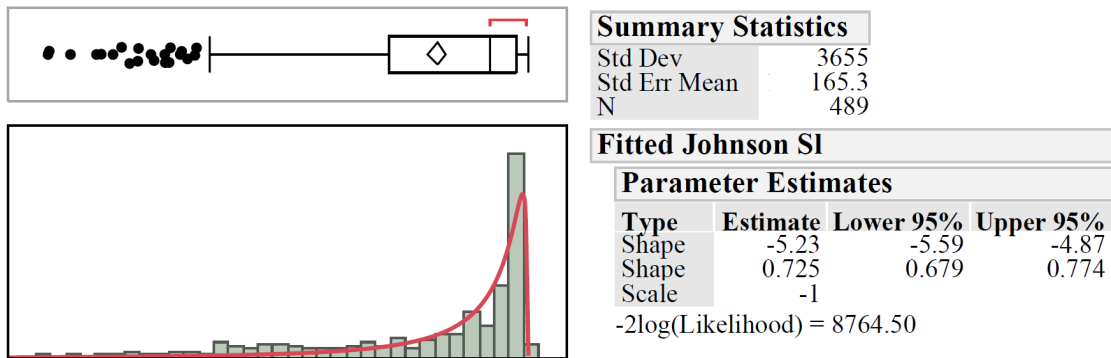 Summary Statistics
Std Dev 3655
Std Err Mean 165.3
N 489
Fitted Johnson Sl
Parameter Estimates
Type Estimate Lower 95% Upper 95%
Shape -5.23 -5.59 -4.87
Shape 0.725 0.679 0.774
Scale -1
-2log(Likelihood) = 8764.50